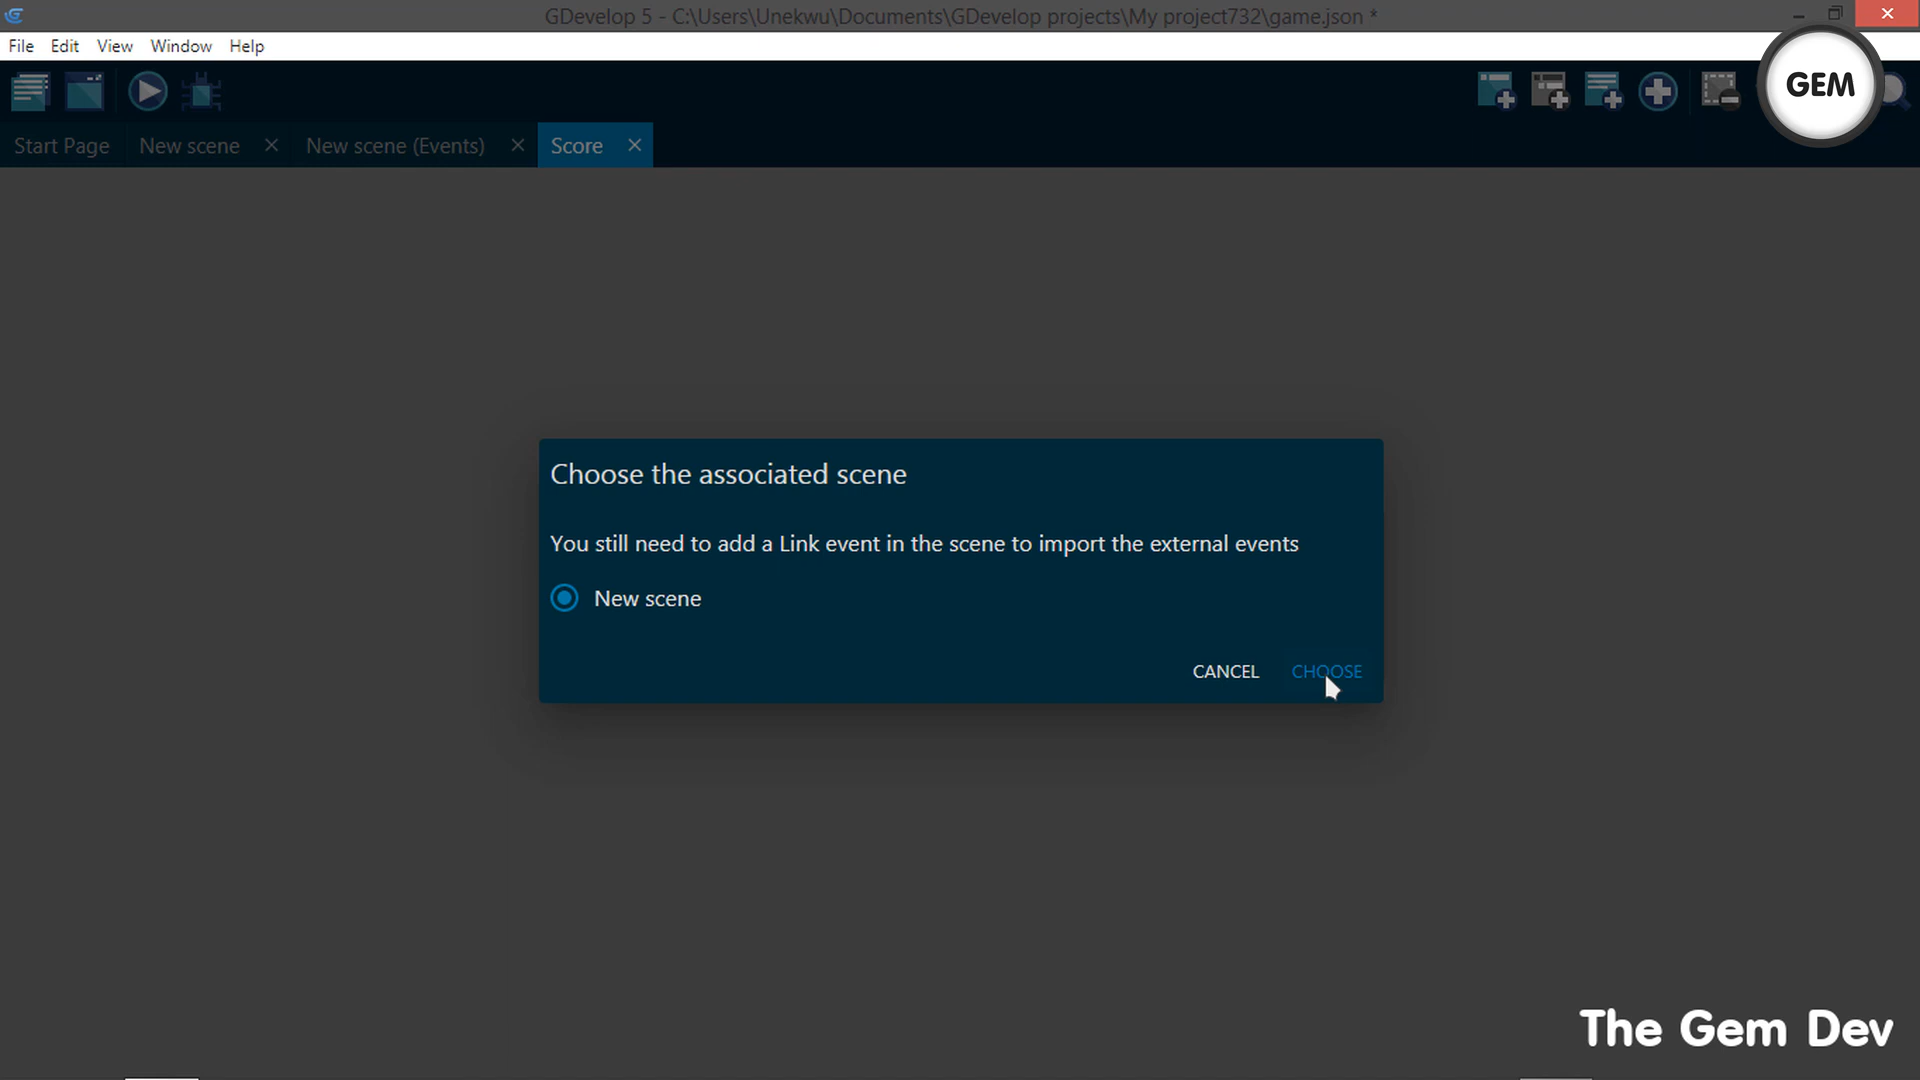 GDevelop 5 - C:\Users\Unekwu\Documents\GDevelop projects\My project732\game.json *
File Edit View Window Help
GEM
Start Page New scene New scene (Events) Score
Choose the associated scene
You still need to add a Link event in the scene to import the external events
New scene
CANCEL CHOOSE
The Gem Dev